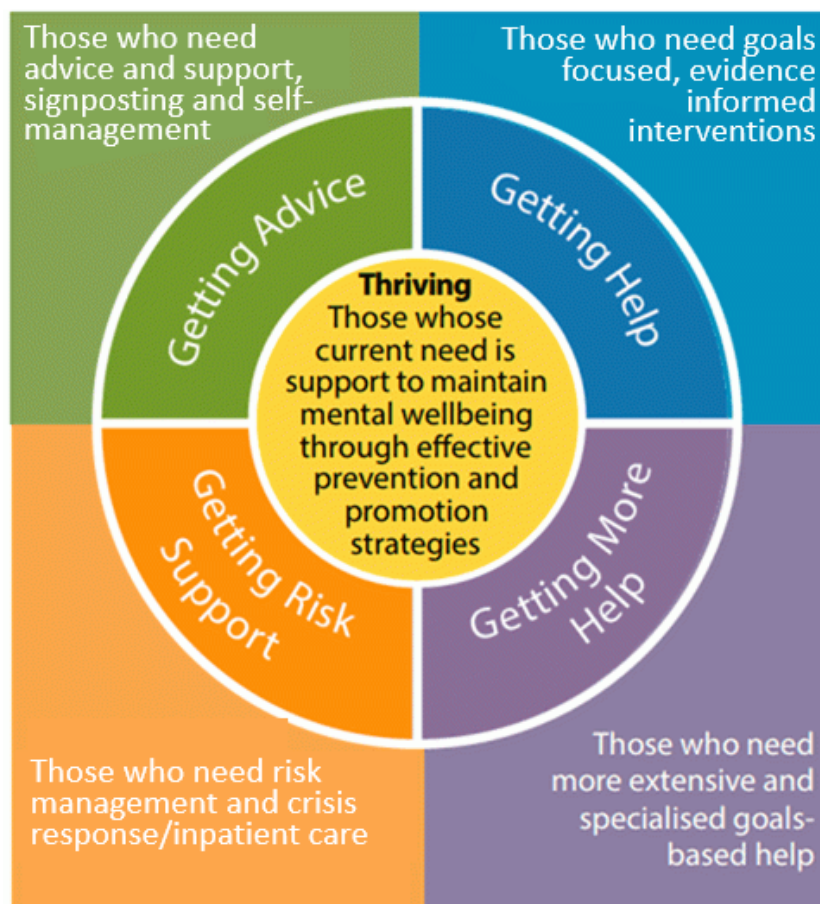 Those who need
advice and support,
signposting and self-
management
Those who need goals
focused, evidence
informed
interventions
Getting Advice
Getting Help
Thriving
Those whose
current need is
support to maintain
mental wellbeing
through effective
prevention and
promotion
strategies
Getting Risk
Support
Getting More
Help
Those who need risk
management and crisis
response/inpatient care
Those who need
more extensive and
specialised goals-
based help